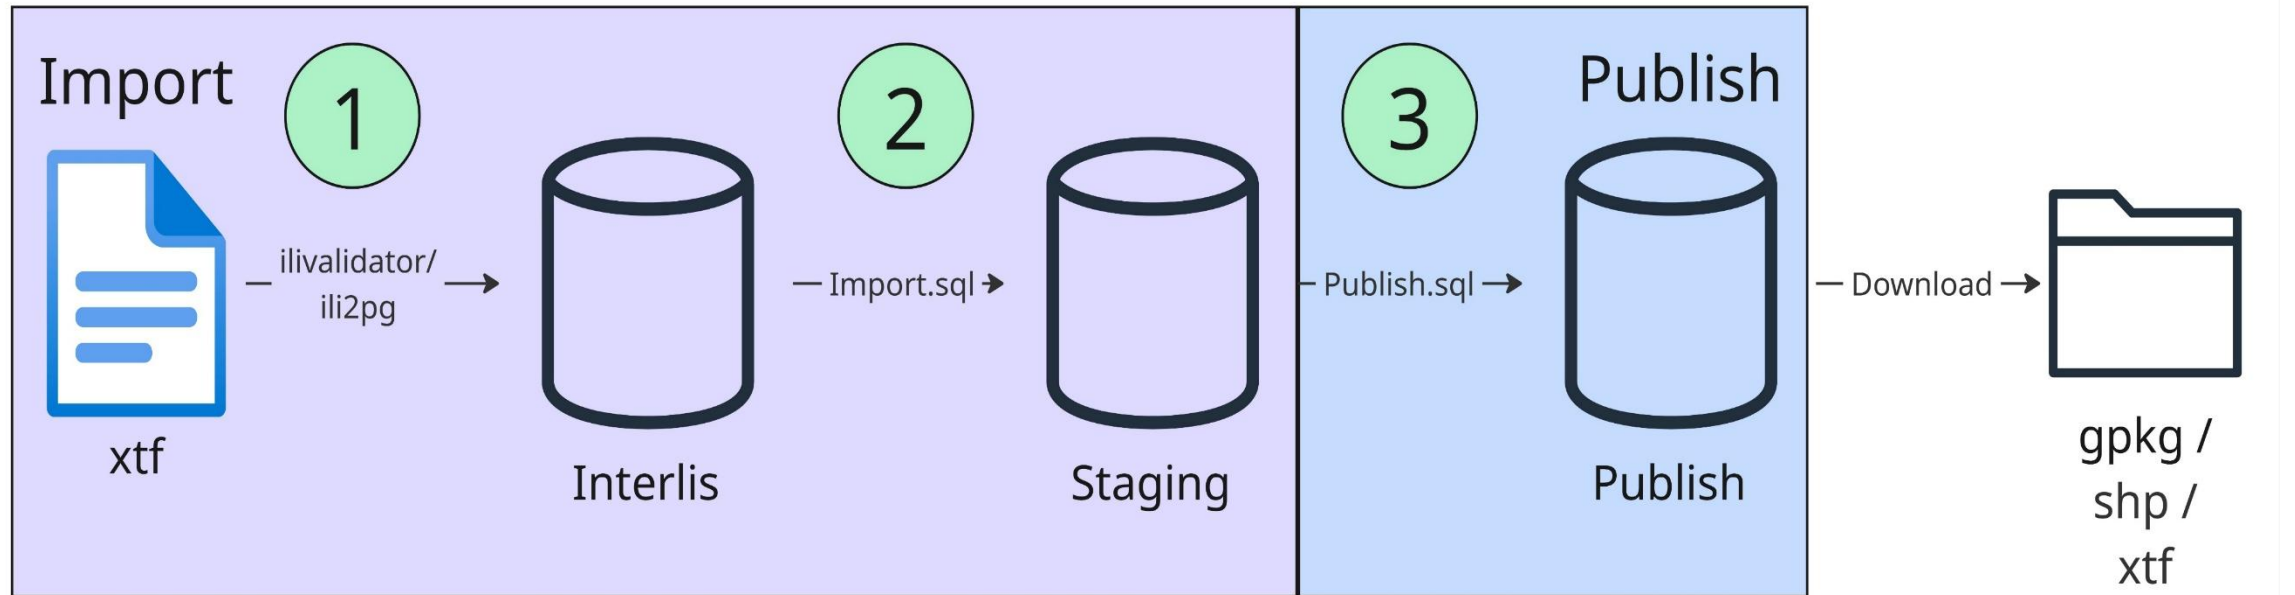 Import
1
2
3
Publish
ilivalidator/
ili2pg
Import.sql
Publish.sql
Download
xtf
Interlis
Staging
Publish
gpkg /
shp /
xtf